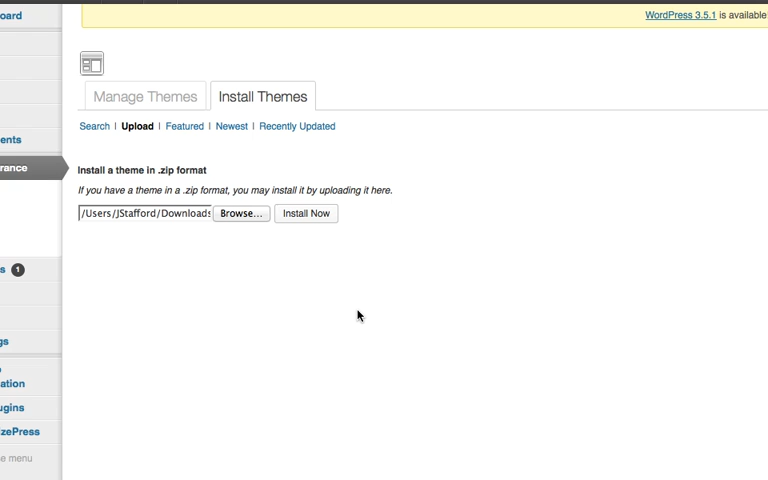 oard
WordPress 3.5.1 is available!
Manage Themes
Install Themes
Search | Upload | Featured | Newest | Recently Updated
ents
rance
Install a theme in .zip format
If you have a theme in a .zip format, you may install it by uploading it here.
/Users/JStafford/Downloads Browse... Install Now
s 1
gs
ation
ugins
zePress
se menu